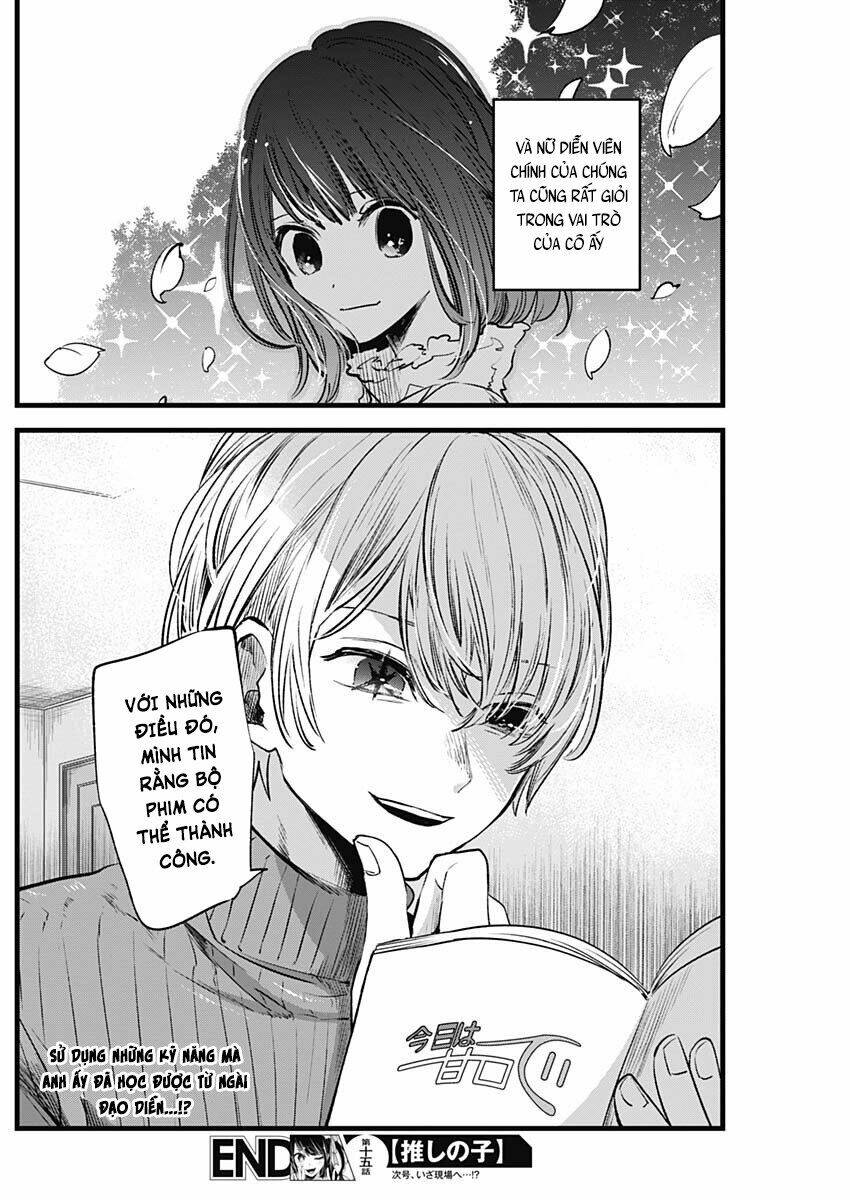 VÀ NỮ DIỄN VIÊN
CHÍNH CỦA CHÚNG
TA CŨNG RẤT GIỎI
TRONG VAI TRÒ
CỦA CÔ ẤY
VỚI NHỮNG
ĐIỀU ĐÓ,
MÌNH TIN
RẰNG BỘ
PHIM CÓ
THỂ THÀNH
CÔNG.
今日は
甘口で
SỬ DỤNG NHỮNG KỸ NĂNG MÀ
ANH ẤY ĐÃ HỌC ĐƯỢC TỪ NGÀI
ĐẠO DIỄN...!?
END
第十五話
【推しの子】
次号、いざ現場へ…!?